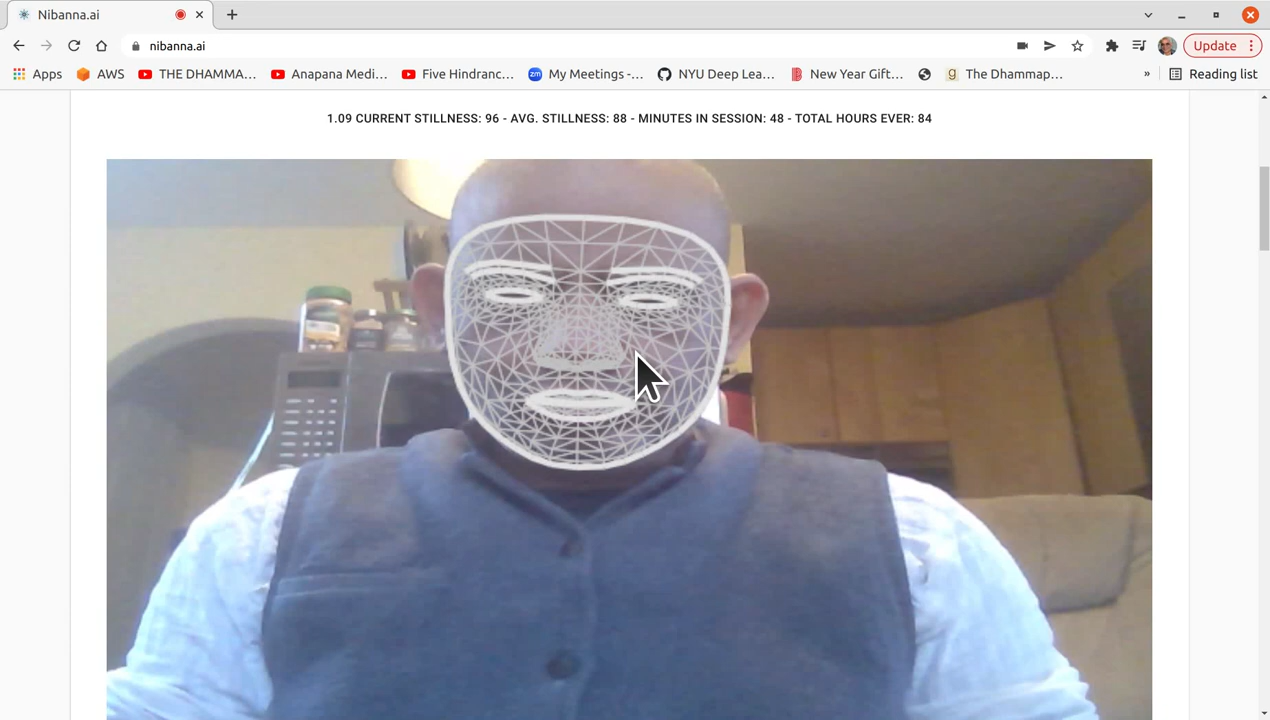 Nibanna.ai
nibanna.ai
Update
Apps AWS THE DHAMMA... Anapana Medi... Five Hindranc... My Meetings -... NYU Deep Lea... New Year Gift... The Dhammap... » Reading list
1.09 CURRENT STILLNESS: 96 - AVG. STILLNESS: 88 - MINUTES IN SESSION: 48 - TOTAL HOURS EVER: 84